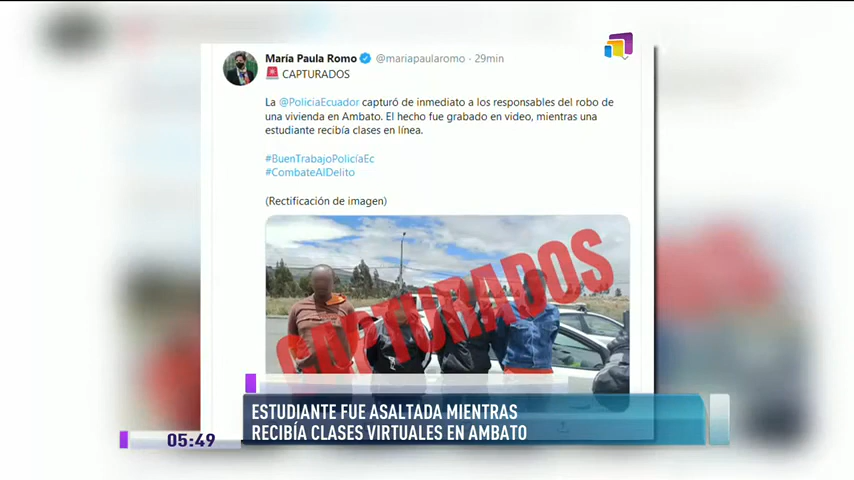 María Paula Romo @mariapaularomo · 29min
🚨 CAPTURADOS
La @PoliciaEcuador capturó de inmediato a los responsables del robo de
una vivienda en Ambato. El hecho fue grabado en video, mientras una
estudiante recibía clases en línea.
#BuenTrabajoPolicíaEc
#CombateAlDelito
(Rectificación de imagen)
CAPTURADOS
ESTUDIANTE FUE ASALTADA MIENTRAS
RECIBÍA CLASES VIRTUALES EN AMBATO
05:49